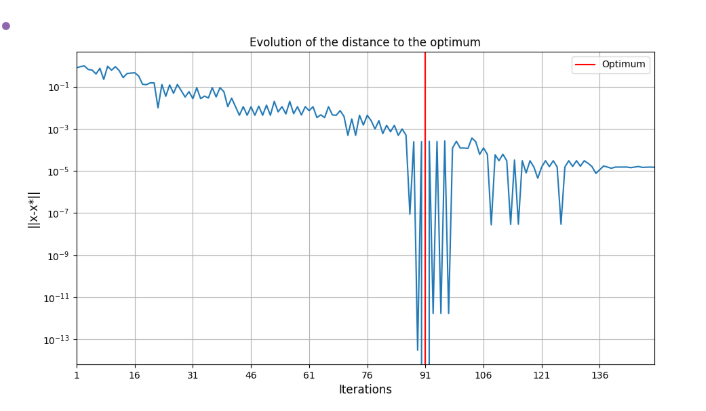 Evolution of the distance to the optimum
Optimum
10⁻¹
10⁻³
10⁻⁵
10⁻⁷
10⁻⁹
10⁻¹¹
10⁻¹³
||x-x*||
1 16 31 46 61 76 91 106 121 136
Iterations